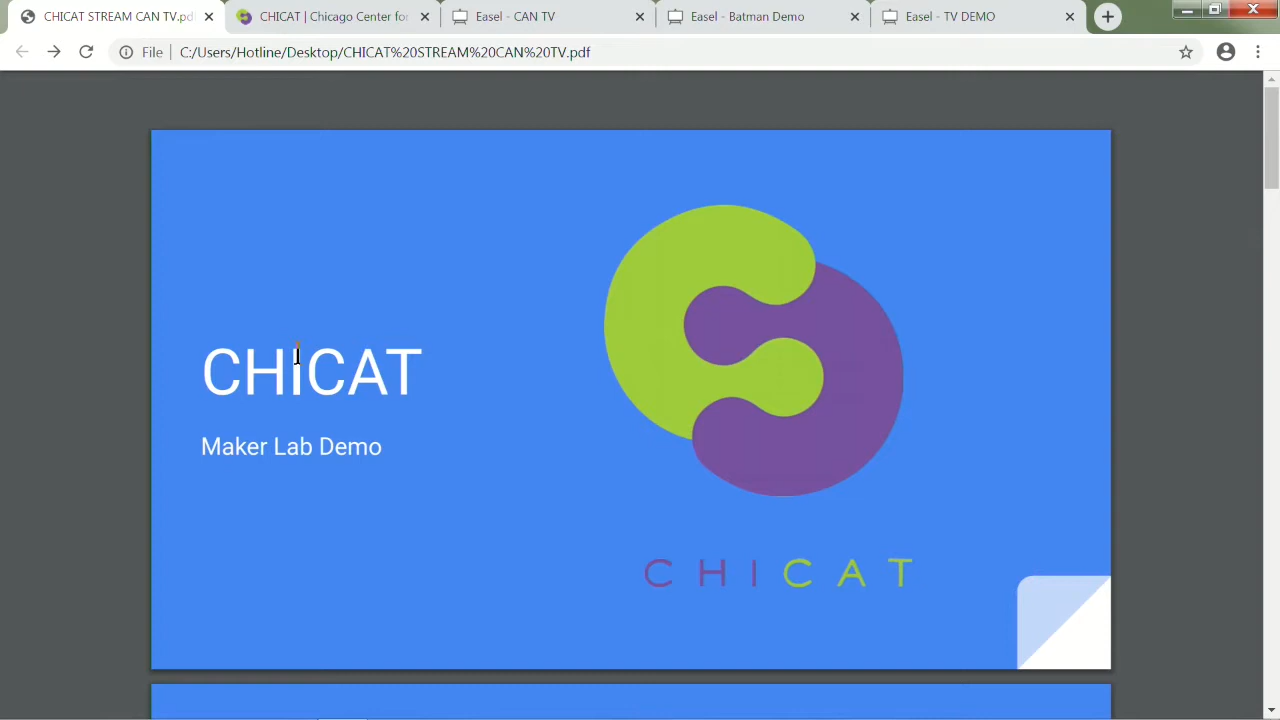 CHICAT STREAM CAN TV.pd
CHICAT | Chicago Center for
Easel - CAN TV
Easel - Batman Demo
Easel - TV DEMO
File | C:/Users/Hotline/Desktop/CHICAT%20STREAM%20CAN%20TV.pdf
CHICAT
Maker Lab Demo
CHICAT